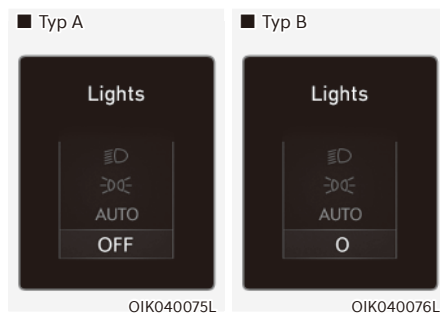 ■ Typ A
Lights
AUTO
OFF
OIK040075L
■ Typ B
Lights
AUTO
O
OIK040076L